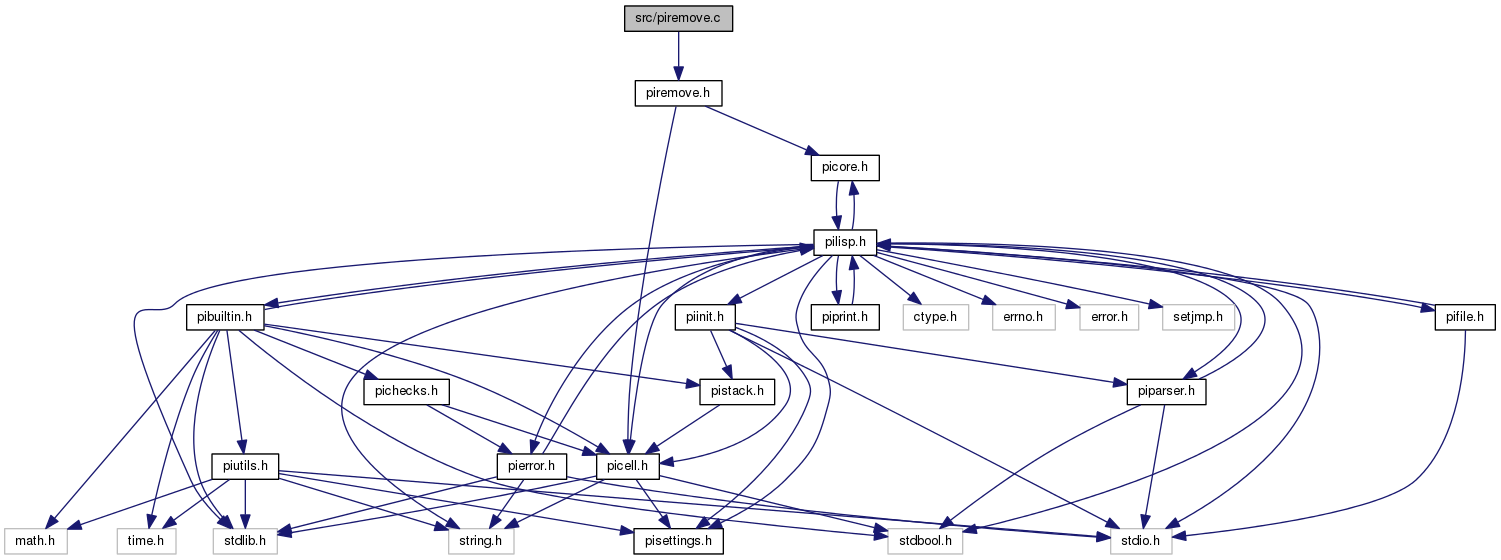 src/piremove.c
piremove.h
picore.h
pilisp.h
pibuiltin.h
piinit.h
piprint.h
ctype.h
errno.h
error.h
setjmp.h
pifile.h
pichecks.h
pistack.h
piparser.h
piutils.h
pierror.h
picell.h
math.h
time.h
stdlib.h
string.h
pisettings.h
stdbool.h
stdio.h